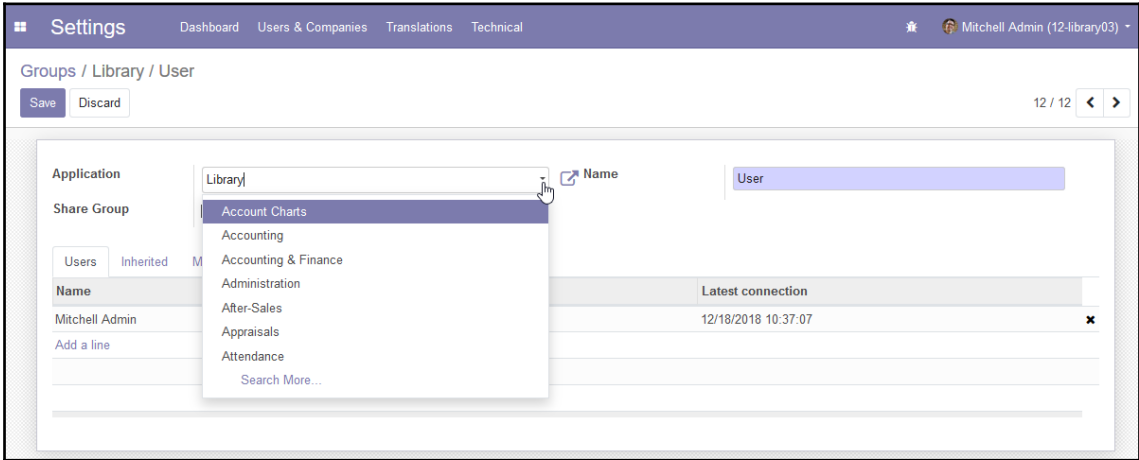 Settings Dashboard Users & Companies Translations Technical Mitchell Admin (12-library03)
Groups / Library / User
Save Discard 12 / 12
Application Library Name User
Share Group Account Charts
Accounting
Users Inherited M Accounting & Finance
Administration
Name Latest connection
After-Sales
Mitchell Admin 12/18/2018 10:37:07
Appraisals
Add a line
Attendance
Search More...